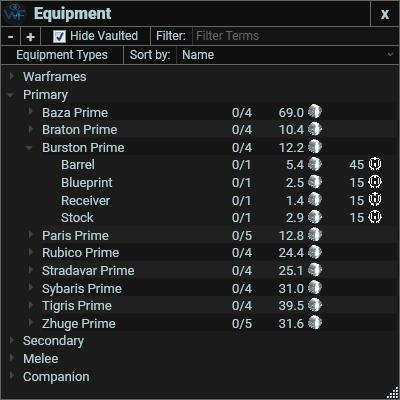 WF Equipment x
- + Hide Vaulted Filter: Filter Terms
Equipment Types Sort by: Name
Warframes
Primary
Baza Prime 0/4 69.0
Braton Prime 0/4 10.4
Burston Prime 0/4 12.2
Barrel 0/1 5.4 45
Blueprint 0/1 2.5 15
Receiver 0/1 1.4 15
Stock 0/1 2.9 15
Paris Prime 0/5 12.8
Rubico Prime 0/4 24.4
Stradavar Prime 0/4 25.1
Sybaris Prime 0/4 31.0
Tigris Prime 0/4 39.5
Zhuge Prime 0/5 31.6
Secondary
Melee
Companion